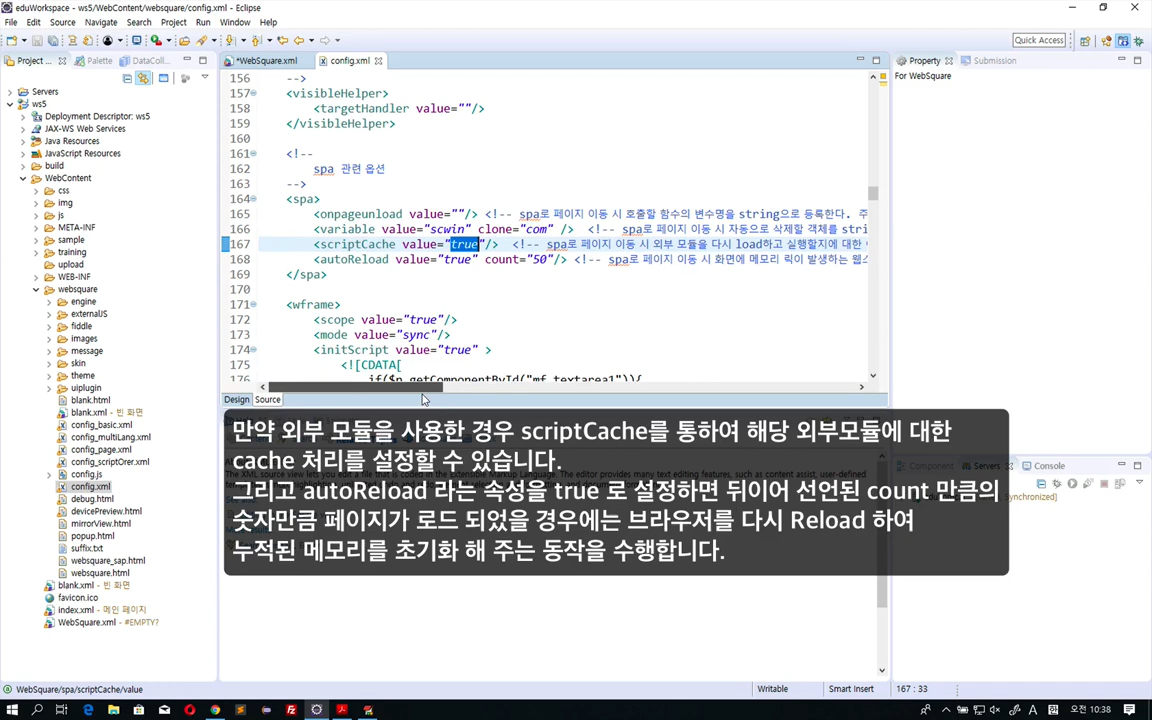 eduWorkspace - ws5/WebContent/websquare/config.xml - Eclipse
File Edit Source Navigate Search Project Run Window Help
Quick Access
Project ...
Palette
DataColl...
*WebSquare.xml
config.xml
Property
Submission
For WebSquare
Servers
ws5
Deployment Descriptor: ws5
JAX-WS Web Services
Java Resources
JavaScript Resources
build
WebContent
css
img
js
META-INF
sample
training
upload
WEB-INF
websquare
engine
externalJS
fiddle
images
message
skin
theme
uiplugin
blank.html
blank.xml - 빈 화면
config_basic.xml
config_multiLang.xml
config_page.xml
config_scriptOrer.xml
config.js
config.xml
debug.html
devicePreview.html
mirrorView.html
popup.html
suffix.txt
websquare_sap.html
websquare.html
blank.xml - 빈 화면
favicon.ico
index.xml - 메인 페이지
WebSquare.xml - #EMPTY?
156 -->
157 <visibleHelper>
158 <targetHandler value=""/>
159 </visibleHelper>
160
161 <!--
162 spa 관련 옵션
163 -->
164 <spa>
165 <onpageunload value=""/> <!-- spa로 페이지 이동 시 호출할 함수의 변수명을 string으로 등록한다. 주
166 <variable value="scwin" clone="com" /> <!-- spa로 페이지 이동 시 자동으로 삭제할 객체를 stri
167 <scriptCache value="true"/> <!-- spa로 페이지 이동 시 외부 모듈을 다시 load하고 실행할지에 대한
168 <autoReload value="true" count="50"/> <!-- spa로 페이지 이동 시 화면에 메모리 릭이 발생하는 웹스
169 </spa>
170
171 <wframe>
172 <scope value="true"/>
173 <mode value="sync"/>
174 <initScript value="true" >
175 <![CDATA[
176 if($p.getComponentById("mf_textarea1")){
Design Source
만약 외부 모듈을 사용한 경우 scriptCache를 통하여 해당 외부모듈에 대한
cache 처리를 설정할 수 있습니다.
그리고 autoReload 라는 속성을 true 로 설정하면 뒤이어 선언된 count 만큼의
숫자만큼 페이지가 로드 되었을 경우에는 브라우저를 다시 Reload 하여
누적된 메모리를 초기화 해 주는 동작을 수행합니다.
Component
Servers
Console
Synchronized]
WebSquare/spa/scriptCache/value
Writable
Smart Insert
167 : 33
A
오전 10:38